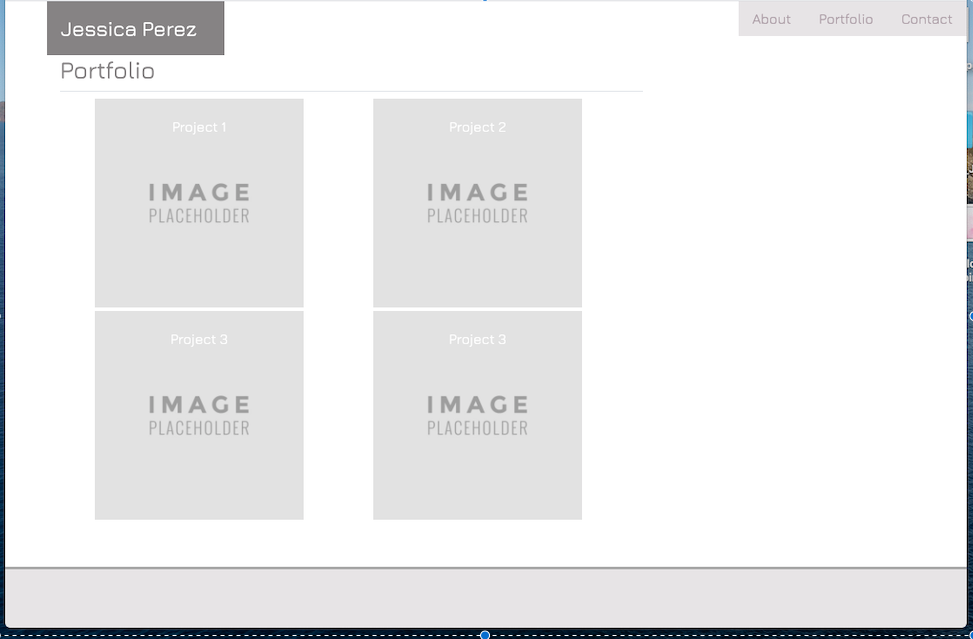 Jessica Perez
About Portfolio Contact
Portfolio
Project 1
IMAGE
PLACEHOLDER
Project 2
IMAGE
PLACEHOLDER
Project 3
IMAGE
PLACEHOLDER
Project 3
IMAGE
PLACEHOLDER